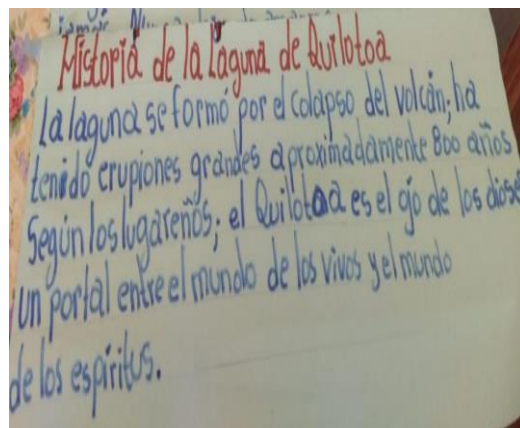 Historia de la Laguna de Quilotoa
La laguna se formó por el colapso del volcán; ha
tenido erupiones grandes aproximadamente 800 años
Según los lugareños; el Quilotoa es el ojo de los diose
un portal entre el mundo de los vivos y el mundo
de los espíritus.